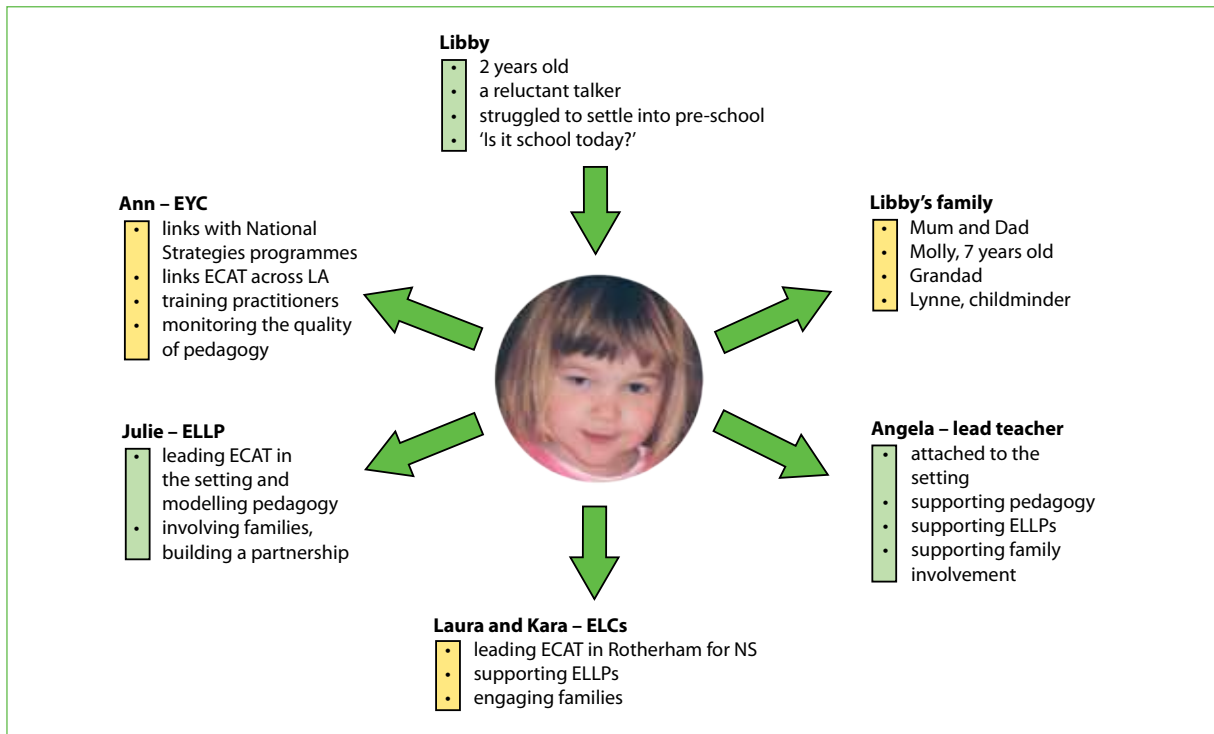 Libby
• 2 years old
• a reluctant talker
• struggled to settle into pre-school
• ‘Is it school today?’
Ann – EYC
• links with National
Strategies programmes
• links ECAT across LA
• training practitioners
• monitoring the quality
of pedagogy
Libby’s family
• Mum and Dad
• Molly, 7 years old
• Grandad
• Lynne, childminder
Julie – ELLP
• leading ECAT in
the setting and
modelling pedagogy
• involving families,
building a partnership
Angela – lead teacher
• attached to the
setting
• supporting pedagogy
• supporting ELLPs
• supporting family
involvement
Laura and Kara – ELCs
• leading ECAT in Rotherham for NS
• supporting ELLPs
• engaging families